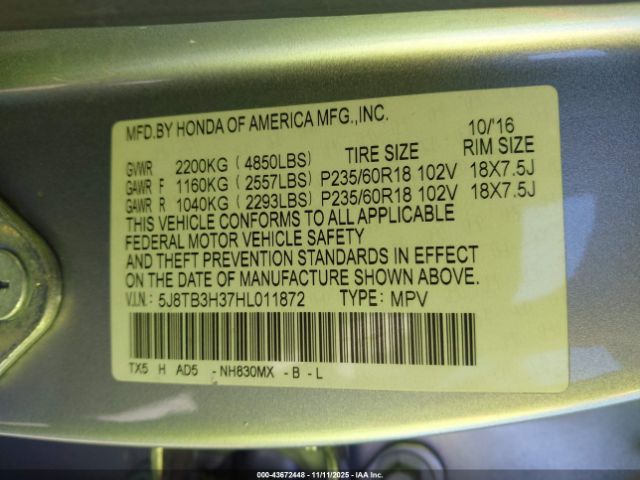 MFD.BY HONDA OF AMERICA MFG.,INC. 10/'16
GVWR 2200KG ( 4850LBS) TIRE SIZE RIM SIZE
GAWR F 1160KG ( 2557LBS) P235/60R18 102V 18X7.5J
GAWR R 1040KG ( 2293LBS) P235/60R18 102V 18X7.5J
THIS VEHICLE CONFORMS TO ALL APPLICABLE
FEDERAL MOTOR VEHICLE SAFETY
AND THEFT PREVENTION STANDARDS IN EFFECT
ON THE DATE OF MANUFACTURE SHOWN ABOVE.
V.I.N.: 5J8TB3H37HL011872 TYPE: MPV
TX5 H AD5 -NH830MX -B -L
000-43672448 - 11/11/2025 - IAA, Inc.